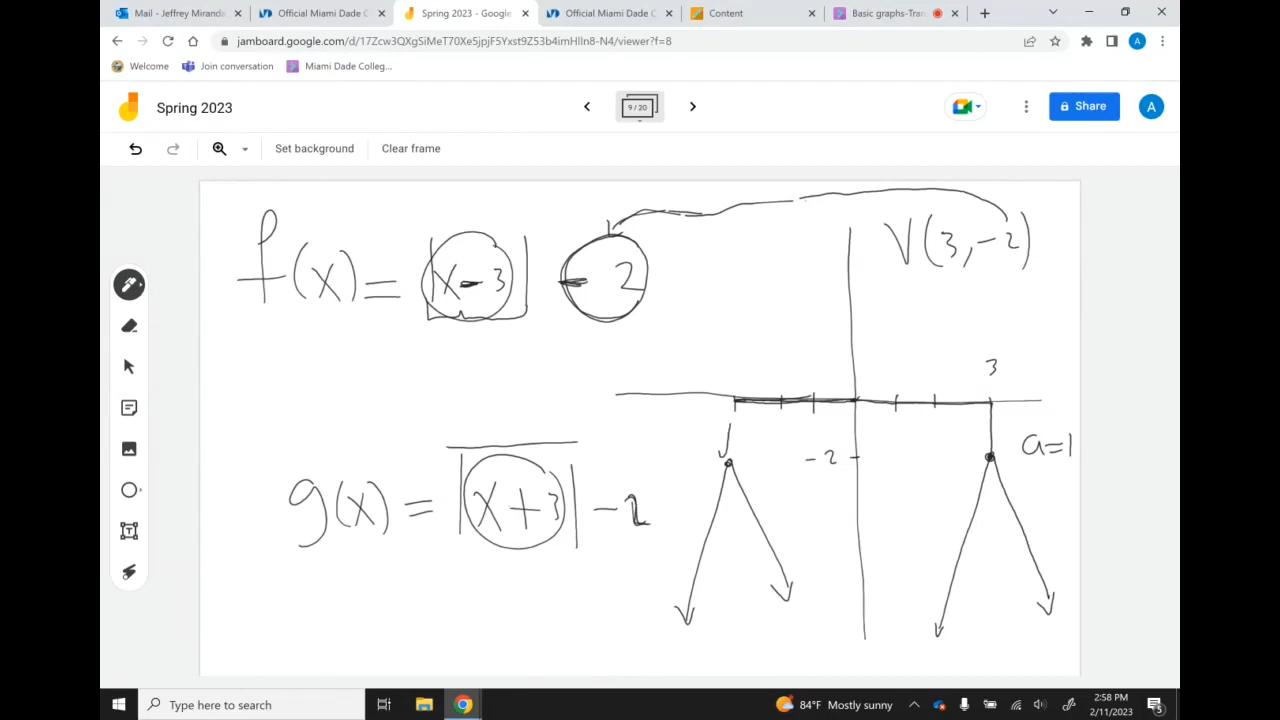 Mail - Jeffrey Miranda
Official Miami Dade C
Spring 2023 - Google
Official Miami Dade C
Content
Basic graphs-Tran
jamboard.google.com/d/17Zcw3QXgSiMeT70Xe5jpjF5Yxst9Z53b4imHlln8-N4/viewer?f=8
A
Welcome
Join conversation
Miami Dade Colleg...
Spring 2023
9 / 20
Share
A
Set background
Clear frame
f(x) = |x - 3| - 2
V(3, -2)
3
a=1
-2
g(x) = |x + 3| - 2
Type here to search
84°F Mostly sunny
2:58 PM
2/11/2023
5